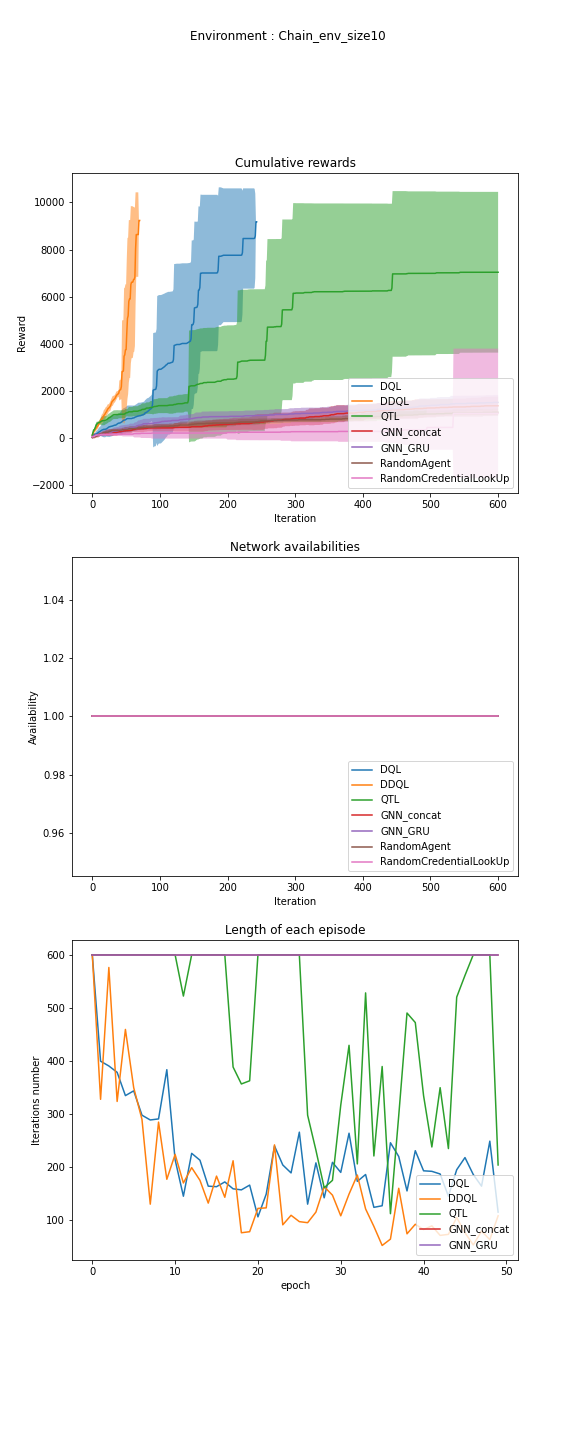 Environment : Chain_env_size10
Cumulative rewards
10000
8000
6000
4000
2000
0
−2000
Reward
DQL
DDQL
QTL
GNN_concat
GNN_GRU
RandomAgent
RandomCredentialLookUp
0 100 200 300 400 500 600
Iteration
Network availabilities
1.04
1.02
1.00
0.98
0.96
Availability
DQL
DDQL
QTL
GNN_concat
GNN_GRU
RandomAgent
RandomCredentialLookUp
0 100 200 300 400 500 600
Iteration
Length of each episode
600
500
400
300
200
100
Iterations number
DQL
DDQL
QTL
GNN_concat
GNN_GRU
0 10 20 30 40 50
epoch